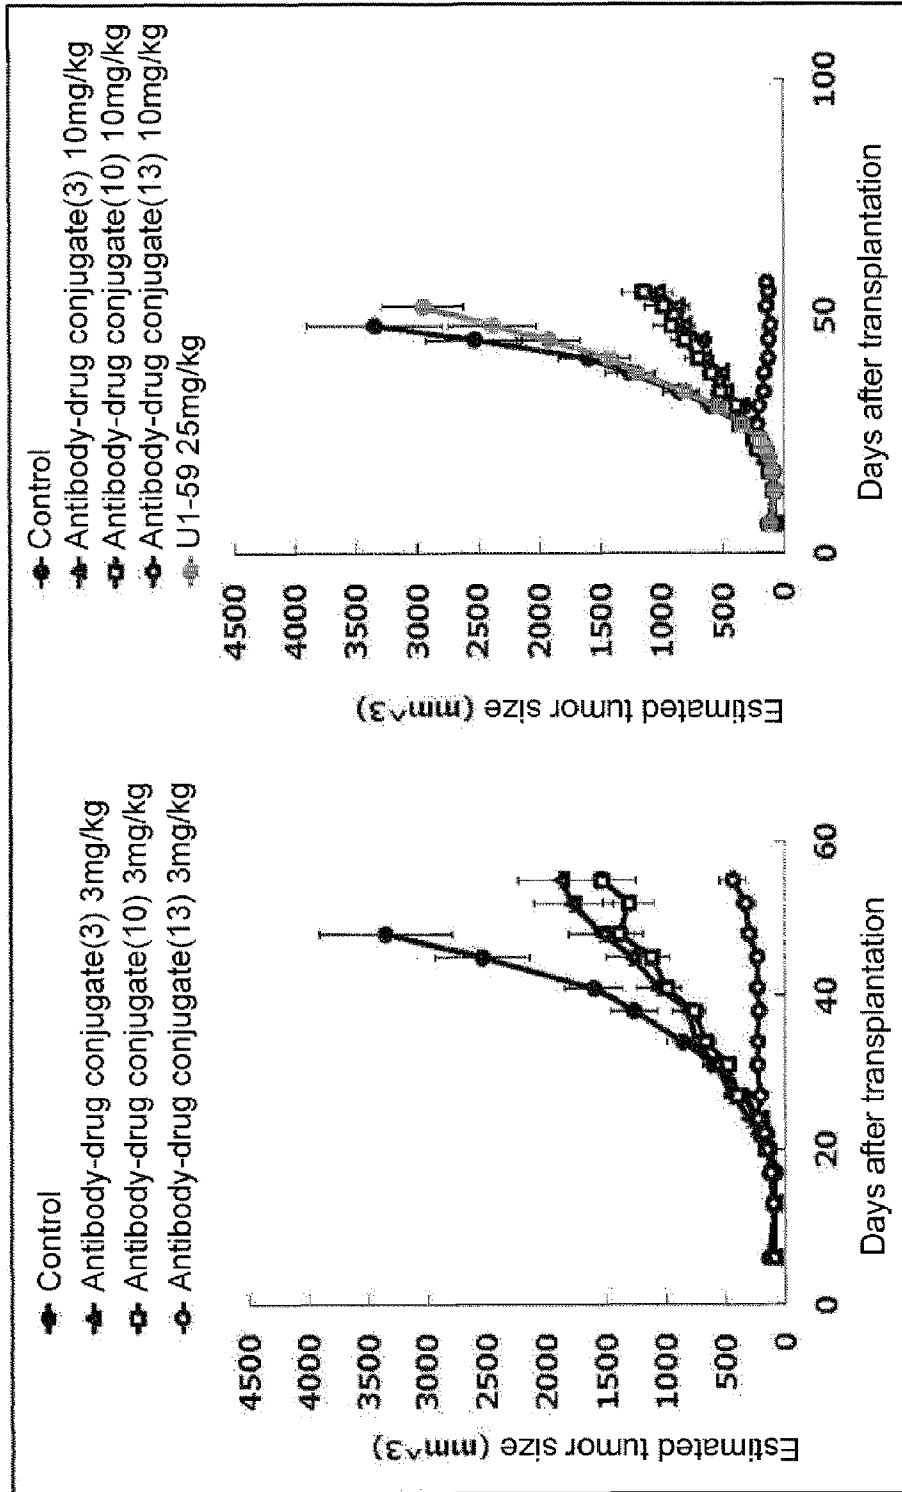 Control
Antibody-drug conjugate(3) 3mg/kg
Antibody-drug conjugate(10) 3mg/kg
Antibody-drug conjugate(13) 3mg/kg
4500
4000
3500
3000
2500
2000
1500
1000
500
0
Estimated tumor size (mm^3)
0
20
40
60
Days after transplantation
Control
Antibody-drug conjugate(3) 10mg/kg
Antibody-drug conjugate(10) 10mg/kg
Antibody-drug conjugate(13) 10mg/kg
U1-59 25mg/kg
4500
4000
3500
3000
2500
2000
1500
1000
500
0
Estimated tumor size (mm^3)
0
50
100
Days after transplantation